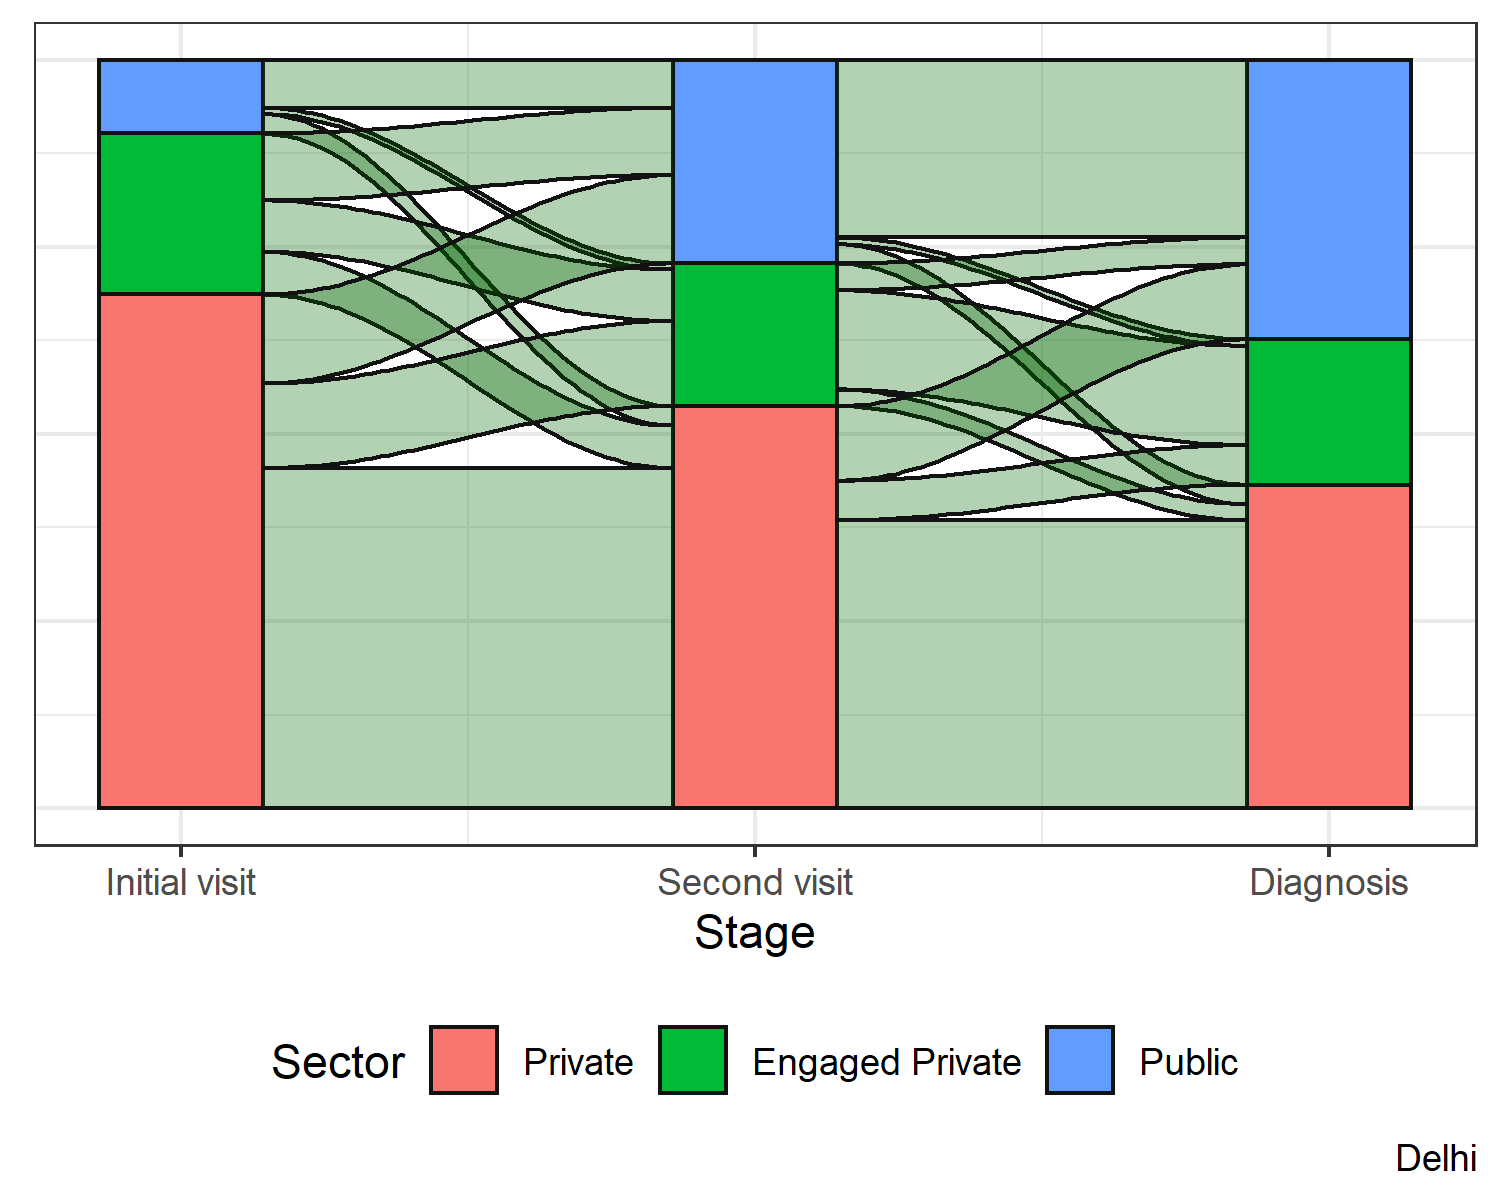 Initial visit Second visit Diagnosis
Stage
Sector Private Engaged Private Public
Delhi